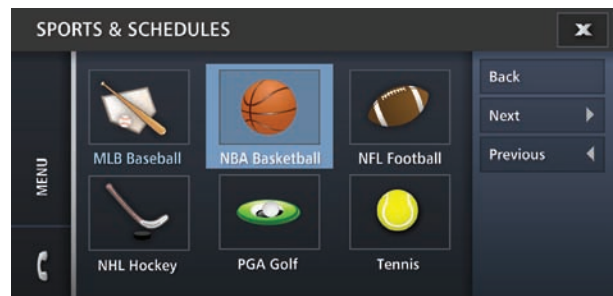 SPORTS & SCHEDULES
MENU
MLB Baseball
NBA Basketball
NFL Football
NHL Hockey
PGA Golf
Tennis
Back
Next
Previous